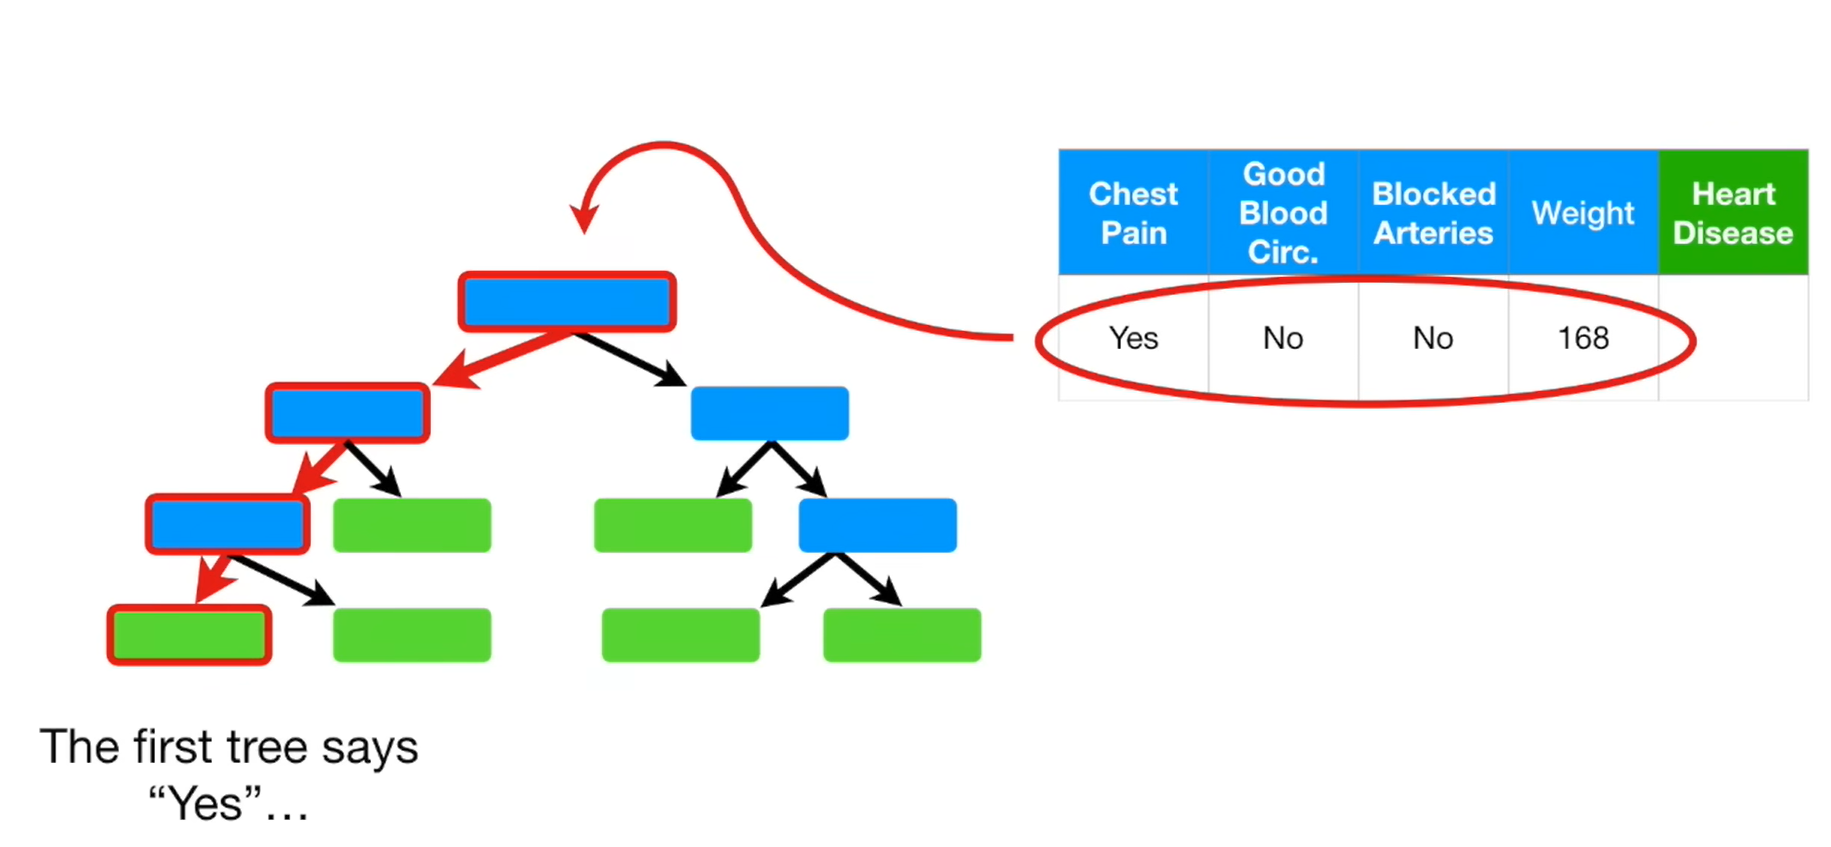 Chest
Pain
Good
Blood
Circ.
Blocked
Arteries
Weight
Heart
Disease
Yes
No
No
168
The first tree says
“Yes”…